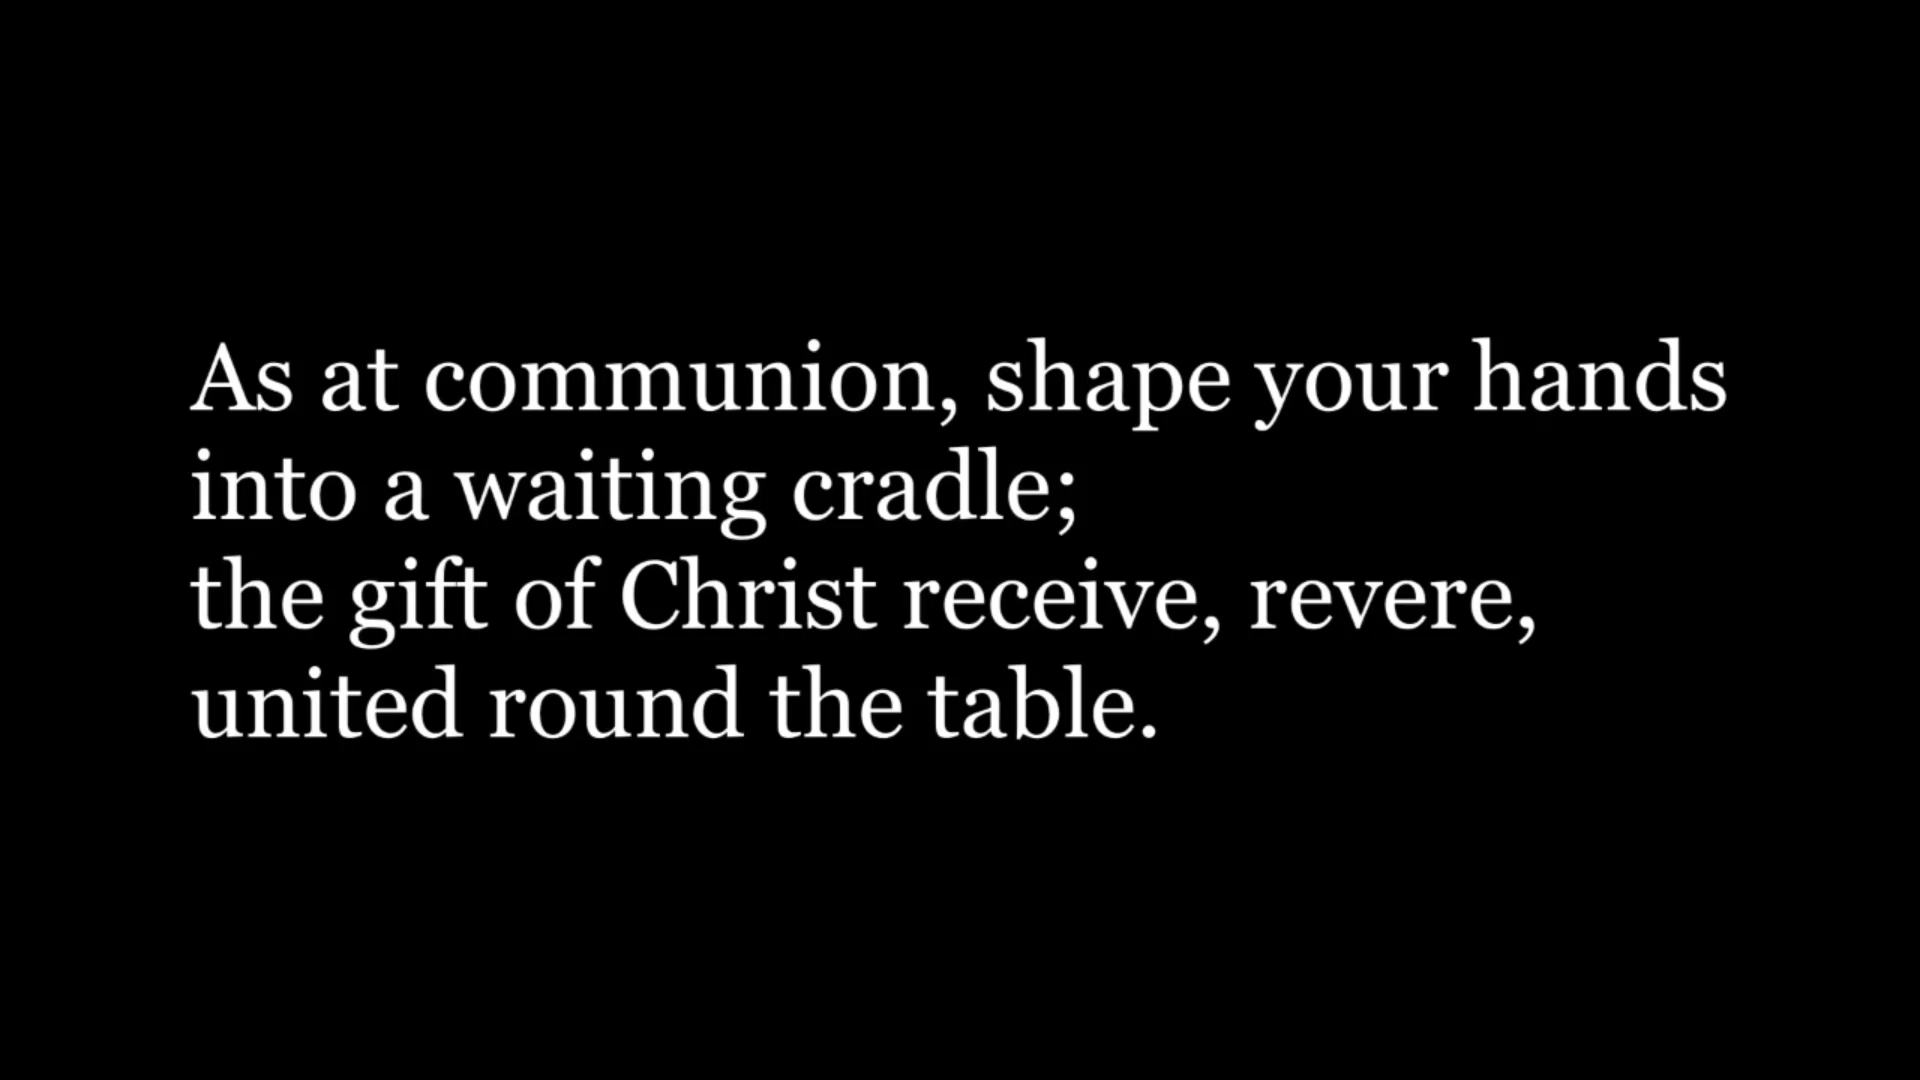 As at communion, shape your hands
into a waiting cradle;
the gift of Christ receive, revere,
united round the table.